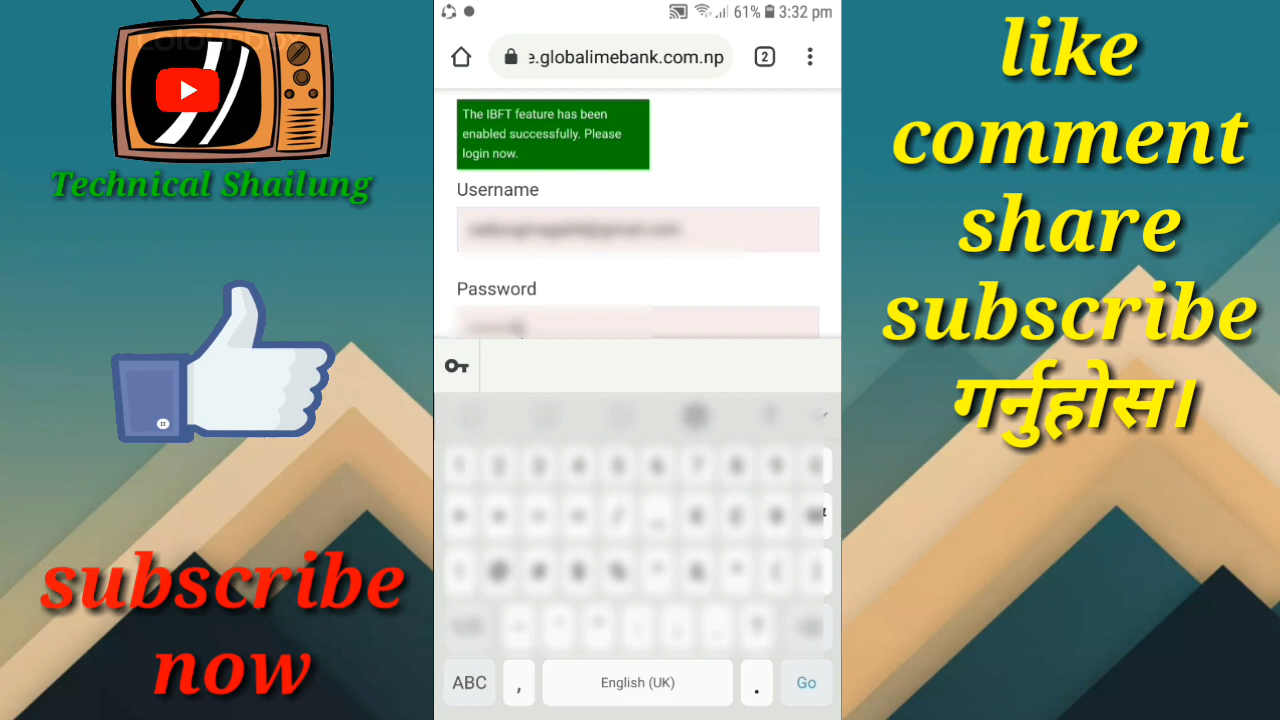 colourbox
Technical Shailung
subscribe
now
61% 3:32 pm
e.globalimebank.com.np
2
The IBFT feature has been
enabled successfully. Please
login now.
Username
Password
ABC , English (UK) . Go
like
comment
share
subscribe
गर्नुहोस।